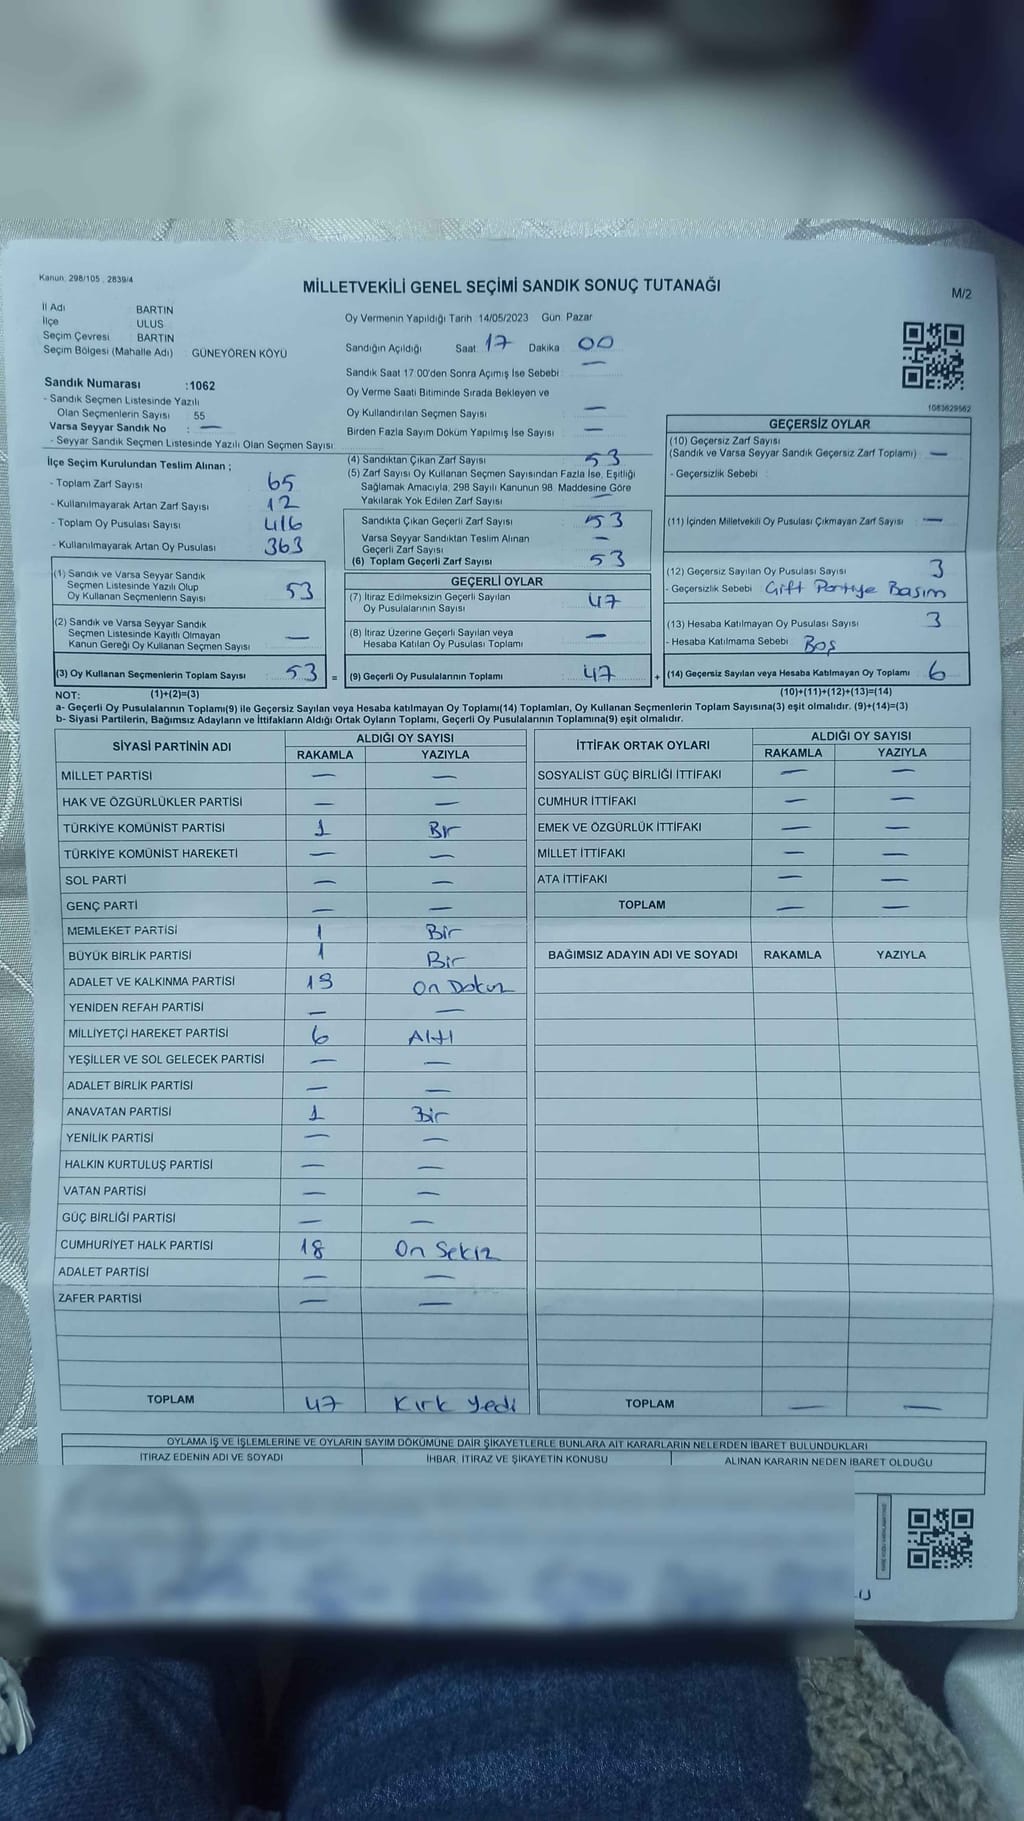 Kanun: 298/105 , 2839/4
MİLLETVEKİLİ GENEL SEÇİMİ SANDIK SONUÇ TUTANAĞI
M/2
İl Adı BARTIN
İlçe ULUS
Seçim Çevresi BARTIN
Seçim Bölgesi (Mahalle Adı) : GÜNEYÖREN KÖYÜ
Sandık Numarası :1062
- Sandık Seçmen Listesinde Yazılı
Olan Seçmenlerin Sayısı 55
Varsa Seyyar Sandık No : —
- Seyyar Sandık Seçmen Listesinde Yazılı Olan Seçmen Sayısı
Oy Vermenin Yapıldığı Tarih 14/05/2023 Gün: Pazar
Sandığın Açıldığı Saat: 17 Dakika 00
Sandık Saat 17:00'den Sonra Açımış İse Sebebi : —
Oy Verme Saati Bitiminde Sırada Bekleyen ve
Oy Kullandırılan Seçmen Sayısı —
Birden Fazla Sayım Döküm Yapılmış İse Sayısı —
1083629562
İlçe Seçim Kurulundan Teslim Alınan ;
- Toplam Zarf Sayısı 65
- Kullanılmayarak Artan Zarf Sayısı 12
- Toplam Oy Pusulası Sayısı 416
- Kullanılmayarak Artan Oy Pusulası 363
(1) Sandık ve Varsa Seyyar Sandık
Seçmen Listesinde Yazılı Olup
Oy Kullanan Seçmenlerin Sayısı 53
(2) Sandık ve Varsa Seyyar Sandık
Seçmen Listesinde Kayıtlı Olmayan
Kanun Gereği Oy Kullanan Seçmen Sayısı —
(3) Oy Kullanan Seçmenlerin Toplam Sayısı 53 =
(4) Sandıktan Çıkan Zarf Sayısı 53
(5) Zarf Sayısı Oy Kullanan Seçmen Sayısından Fazla İse, Eşitliği
Sağlamak Amacıyla, 298 Sayılı Kanunun 98. Maddesine Göre
Yakılarak Yok Edilen Zarf Sayısı —
Sandıkta Çıkan Geçerli Zarf Sayısı 53
Varsa Seyyar Sandıktan Teslim Alınan
Geçerli Zarf Sayısı —
(6) Toplam Geçerli Zarf Sayısı 53
GEÇERLİ OYLAR
(7) İtiraz Edilmeksizin Geçerli Sayılan
Oy Pusulalarının Sayısı 47
(8) İtiraz Üzerine Geçerli Sayılan veya
Hesaba Katılan Oy Pusulası Toplamı —
(9) Geçerli Oy Pusulalarının Toplamı 47 +
GEÇERSİZ OYLAR
(10) Geçersiz Zarf Sayısı
(Sandık ve Varsa Seyyar Sandık Geçersiz Zarf Toplamı) —
- Geçersizlik Sebebi :
(11) İçinden Milletvekili Oy Pusulası Çıkmayan Zarf Sayısı —
(12) Geçersiz Sayılan Oy Pusulası Sayısı 3
- Geçersizlik Sebebi Çift Partiye Basım
(13) Hesaba Katılmayan Oy Pusulası Sayısı 3
- Hesaba Katılmama Sebebi Boş
(14) Geçersiz Sayılan veya Hesaba Katılmayan Oy Toplamı 6
NOT: (1)+(2)=(3) (10)+(11)+(12)+(13)=(14)
a- Geçerli Oy Pusulalarının Toplamı(9) ile Geçersiz Sayılan veya Hesaba katılmayan Oy Toplamı(14) Toplamları, Oy Kullanan Seçmenlerin Toplam Sayısına(3) eşit olmalıdır. (9)+(14)=(3)
b- Siyasi Partilerin, Bağımsız Adayların ve İttifakların Aldığı Ortak Oyların Toplamı, Geçerli Oy Pusulalarının Toplamına(9) eşit olmalıdır.
SİYASİ PARTİNİN ADI ALDIĞI OY SAYISI
RAKAMLA YAZIYLA
MİLLET PARTİSİ — —
HAK VE ÖZGÜRLÜKLER PARTİSİ — —
TÜRKİYE KOMÜNİST PARTİSİ 1 Bir
TÜRKİYE KOMÜNİST HAREKETİ — —
SOL PARTİ — —
GENÇ PARTİ — —
MEMLEKET PARTİSİ 1 Bir
BÜYÜK BİRLİK PARTİSİ 1 Bir
ADALET VE KALKINMA PARTİSİ 19 On Dokuz
YENİDEN REFAH PARTİSİ — —
MİLLİYETÇİ HAREKET PARTİSİ 6 Altı
YEŞİLLER VE SOL GELECEK PARTİSİ — —
ADALET BİRLİK PARTİSİ — —
ANAVATAN PARTİSİ 1 Bir
YENİLİK PARTİSİ — —
HALKIN KURTULUŞ PARTİSİ — —
VATAN PARTİSİ — —
GÜÇ BİRLİĞİ PARTİSİ — —
CUMHURİYET HALK PARTİSİ 18 On Sekiz
ADALET PARTİSİ — —
ZAFER PARTİSİ — —
TOPLAM 47 Kırk Yedi
İTTİFAK ORTAK OYLARI ALDIĞI OY SAYISI
RAKAMLA YAZIYLA
SOSYALİST GÜÇ BİRLİĞİ İTTİFAKI — —
CUMHUR İTTİFAKI — —
EMEK VE ÖZGÜRLÜK İTTİFAKI — —
MİLLET İTTİFAKI — —
ATA İTTİFAKI — —
TOPLAM — —
BAĞIMSIZ ADAYIN ADI VE SOYADI RAKAMLA YAZIYLA
TOPLAM — —
OYLAMA İŞ VE İŞLEMLERİNE VE OYLARIN SAYIM DÖKÜMÜNE DAİR ŞİKAYETLERLE BUNLARA AİT KARARLARIN NELERDEN İBARET BULUNDUKLARI
İTİRAZ EDENİN ADI VE SOYADI İHBAR, İTİRAZ VE ŞİKAYETİN KONUSU ALINAN KARARIN NEDEN İBARET OLDUĞU